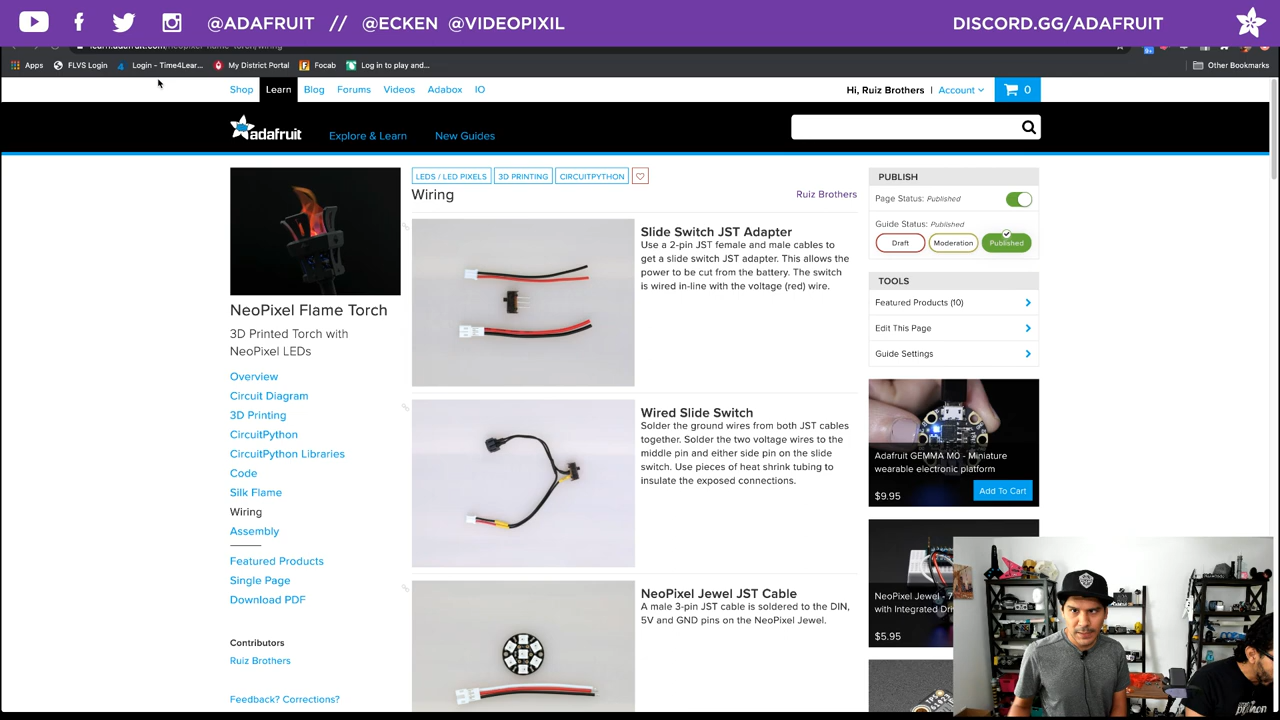 @ADAFRUIT // @ECKEN @VIDEOPIXIL
DISCORD.GG/ADAFRUIT
Apps FLVS Login Login - Time4Lear... My District Portal Focab Log in to play and... Other Bookmarks
Shop Learn Blog Forums Videos Adabox IO
Hi, Ruiz Brothers | Account 0
adafruit Explore & Learn New Guides
NeoPixel Flame Torch
3D Printed Torch with
NeoPixel LEDs
Overview
Circuit Diagram
3D Printing
CircuitPython
CircuitPython Libraries
Code
Silk Flame
Wiring
Assembly
Featured Products
Single Page
Download PDF
Contributors
Ruiz Brothers
Feedback? Corrections?
LEDS / LED PIXELS 3D PRINTING CIRCUITPYTHON
Wiring
Ruiz Brothers
Slide Switch JST Adapter
Use a 2-pin JST female and male cables to
get a slide switch JST adapter. This allows the
power to be cut from the battery. The switch
is wired in-line with the voltage (red) wire.
Wired Slide Switch
Solder the ground wires from both JST cables
together. Solder the two voltage wires to the
middle pin and either side pin on the slide
switch. Use pieces of heat shrink tubing to
insulate the exposed connections.
NeoPixel Jewel JST Cable
A male 3-pin JST cable is soldered to the DIN,
5V and GND pins on the NeoPixel Jewel.
PUBLISH
Page Status: Published
Guide Status: Published
Draft Moderation Published
TOOLS
Featured Products (10)
Edit This Page
Guide Settings
Adafruit GEMMA M0 - Miniature
wearable electronic platform
$9.95 Add To Cart
NeoPixel Jewel - 7
with Integrated
$5.95